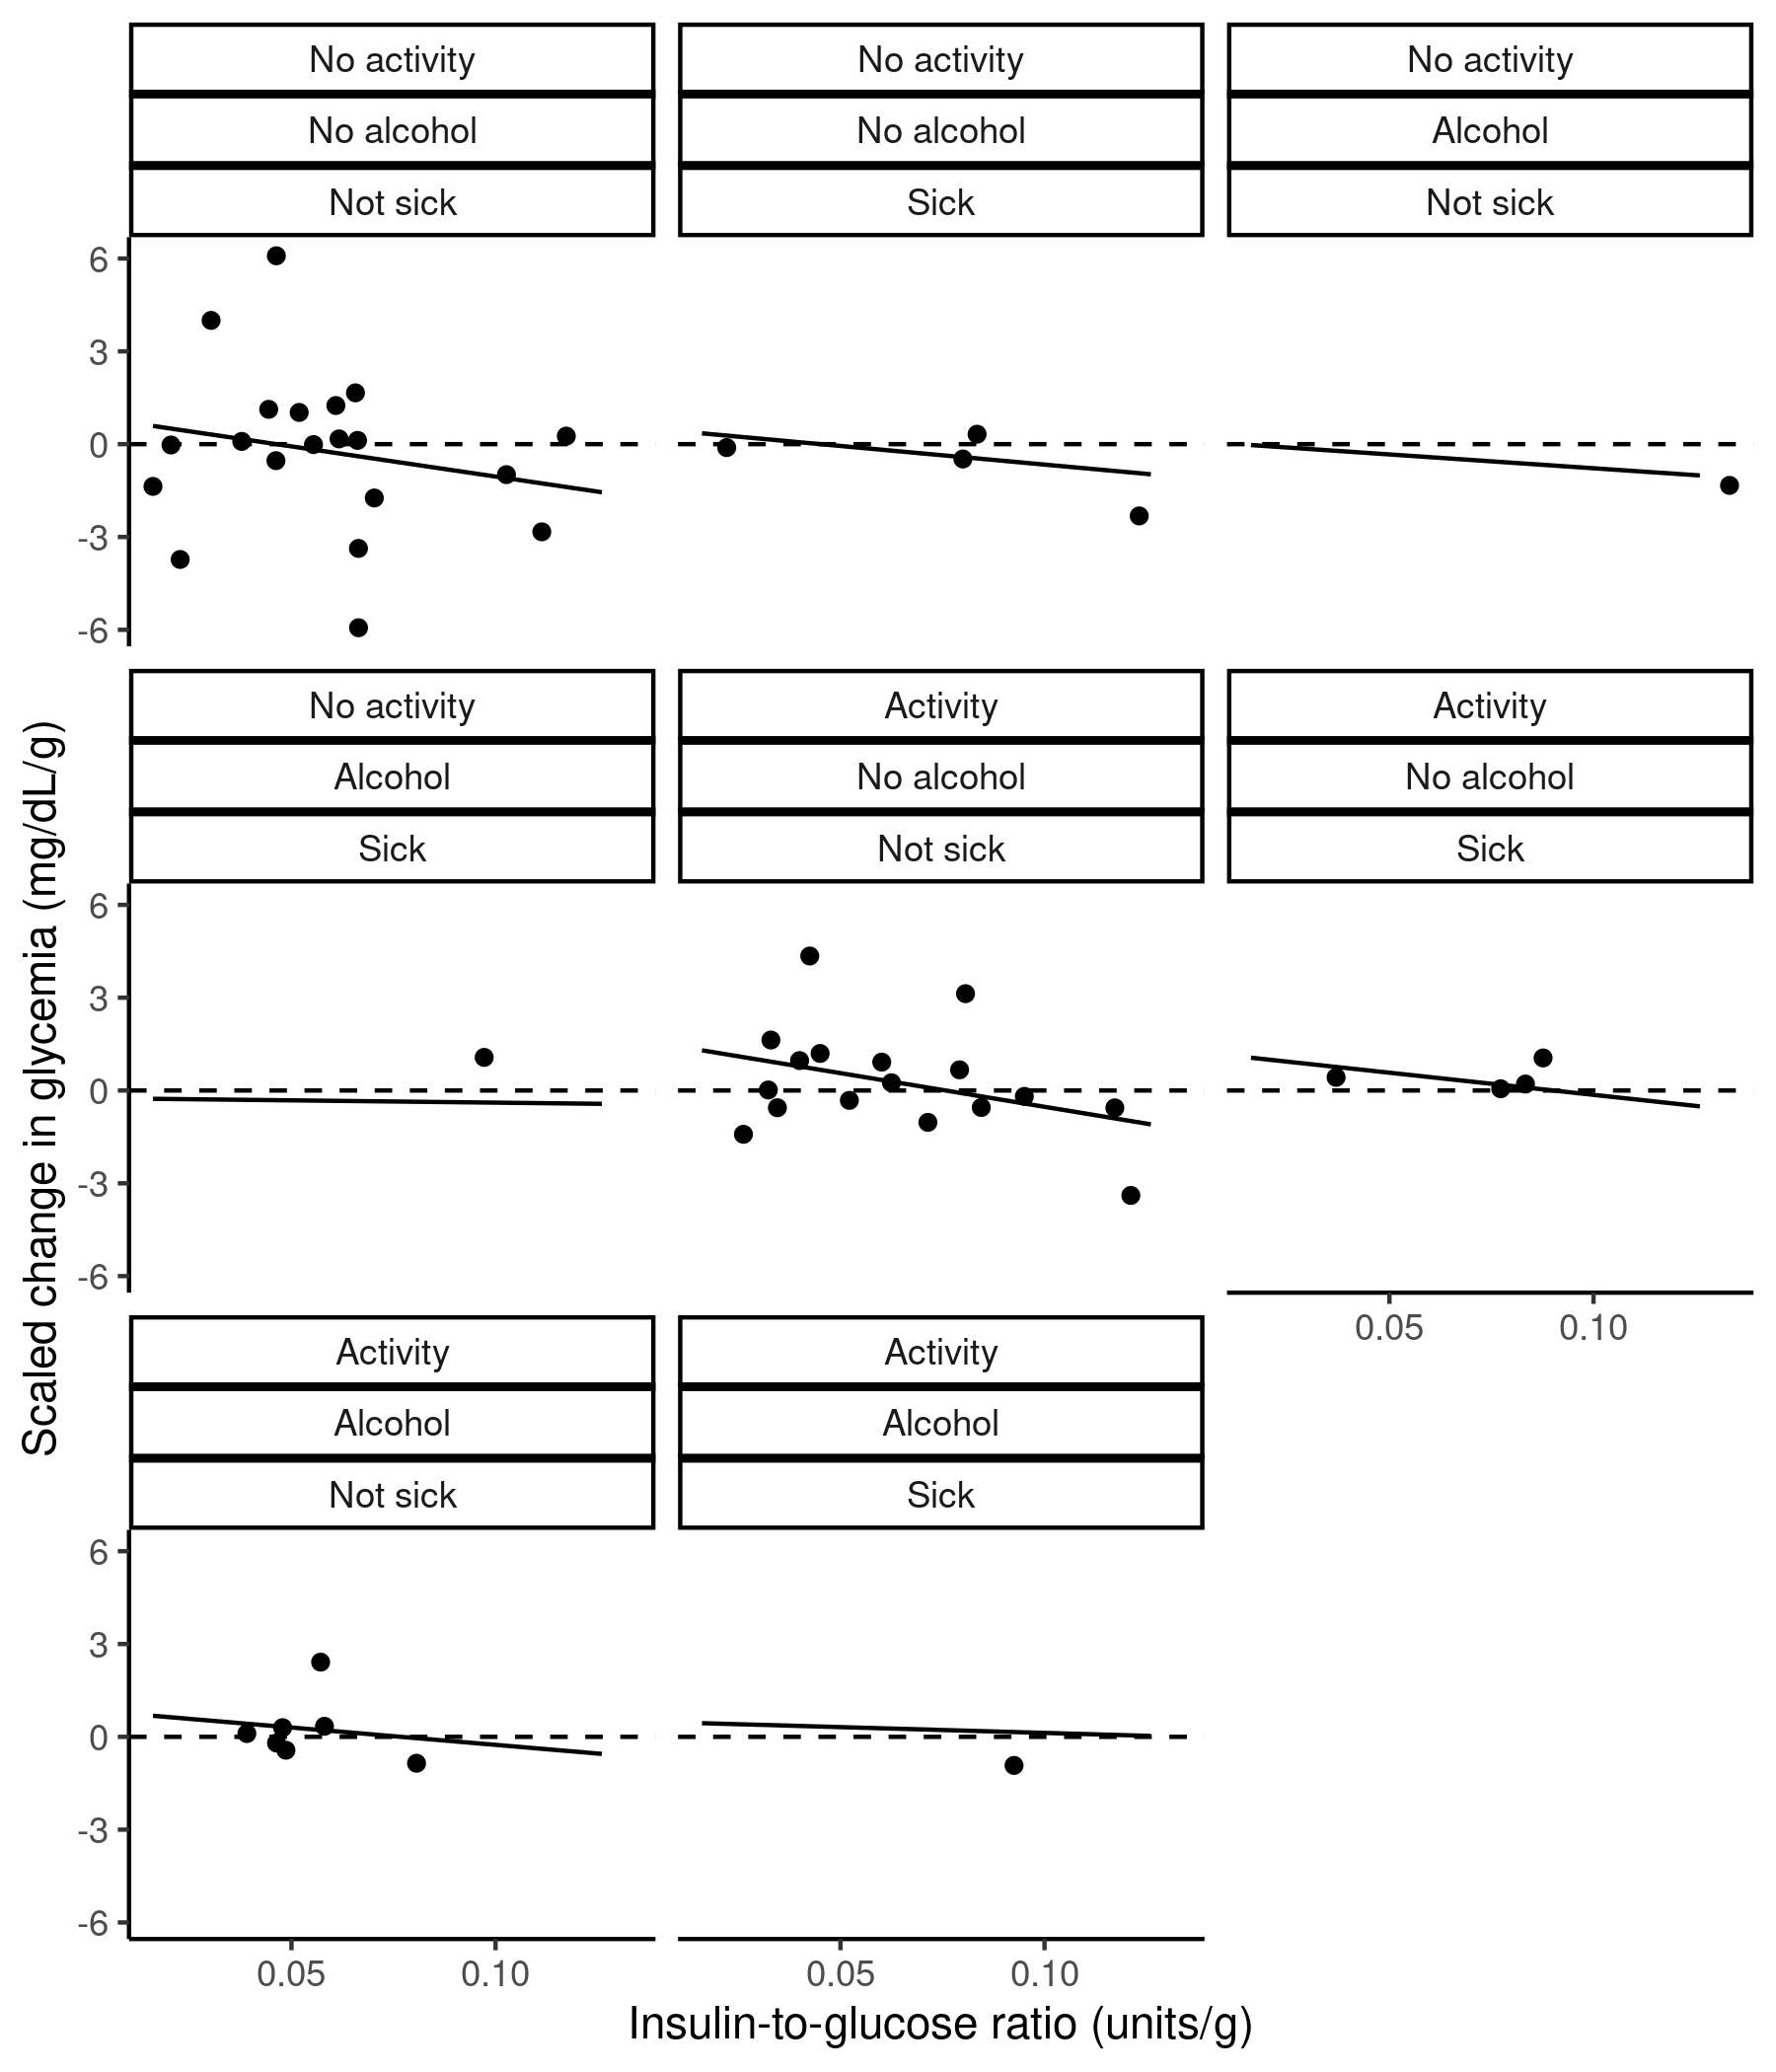 No activity
No activity
No activity
No alcohol
No alcohol
Alcohol
Not sick
Sick
Not sick
6
3
0
-3
-6
No activity
Activity
Activity
Alcohol
No alcohol
No alcohol
Sick
Not sick
Sick
6
3
0
-3
-6
0.05
0.10
Activity
Activity
Alcohol
Alcohol
Not sick
Sick
6
3
0
-3
-6
0.05
0.10
0.05
0.10
Insulin-to-glucose ratio (units/g)
Scaled change in glycemia (mg/dL/g)